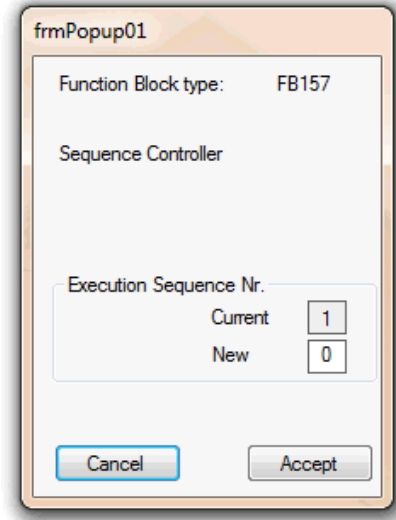 frmPopup01
Function Block type: FB157
Sequence Controller
Execution Sequence Nr.
Current 1
New 0
Cancel Accept